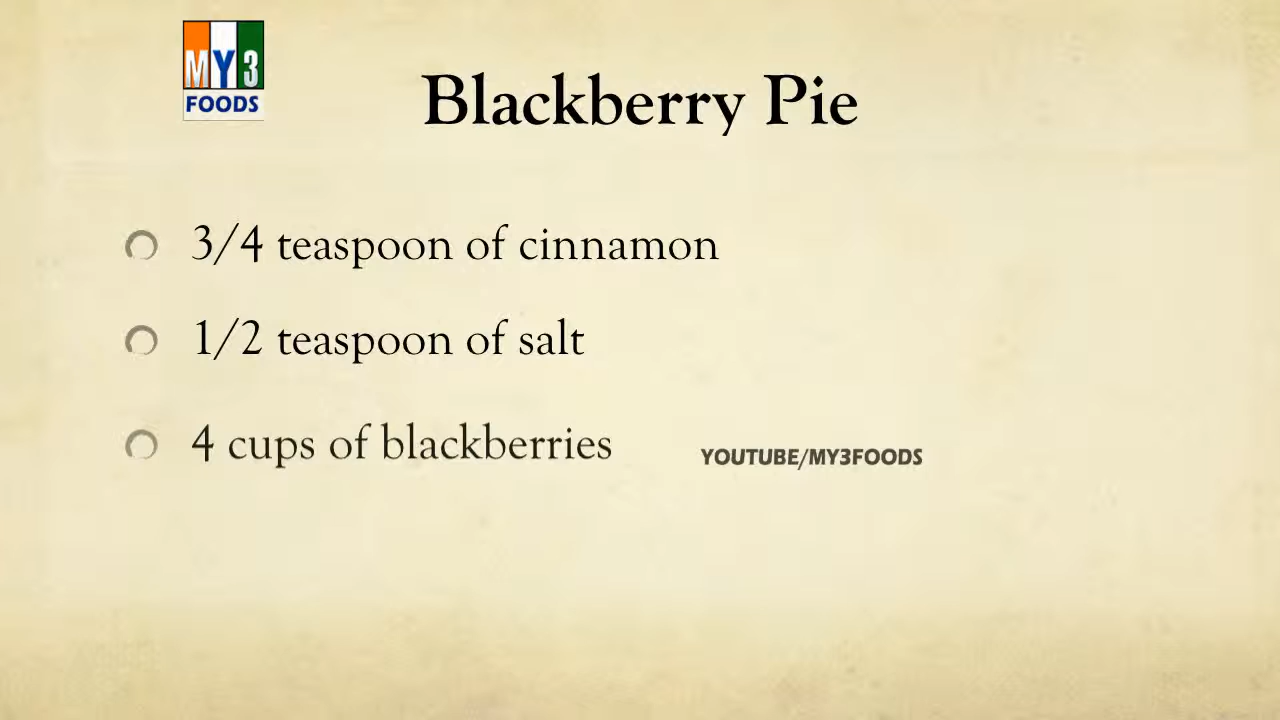 MY3
FOODS
Blackberry Pie
3/4 teaspoon of cinnamon
1/2 teaspoon of salt
4 cups of blackberries
YOUTUBE/MY3FOODS